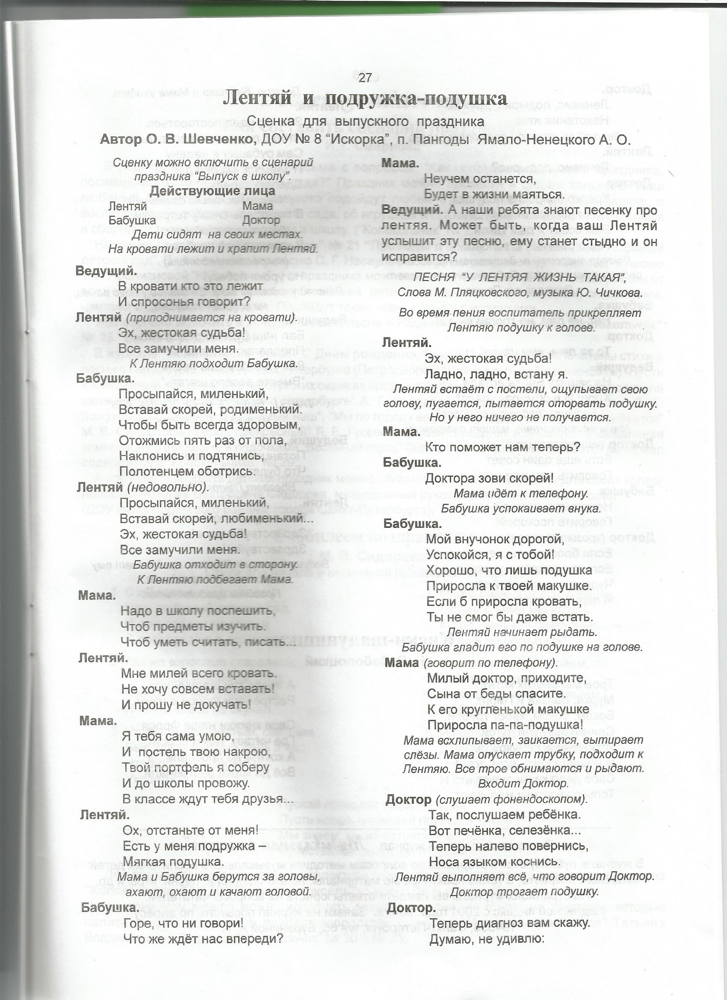 27
Лентяй и подружка-подушка
Сценка для выпускного праздника
Автор О. В. Шевченко, ДОУ № 8 “Искорка”, п. Пангоды Ямало-Ненецкого А. О.
Сценку можно включить в сценарий
праздника “Выпуск в школу”.
Действующие лица
Лентяй Мама
Бабушка Доктор
Дети сидят на своих местах.
На кровати лежит и храпит Лентяй.
Ведущий.
В кровати кто это лежит
И спросонья говорит?
Лентяй (приподнимается на кровати).
Эх, жестокая судьба!
Все замучили меня.
К Лентяю подходит Бабушка.
Бабушка.
Просыпайся, миленький,
Вставай скорей, родименький.
Чтобы быть всегда здоровым,
Отожмись пять раз от пола,
Наклонись и подтянись,
Полотенцем оботрись.
Лентяй (недовольно).
Просыпайся, миленький,
Вставай скорей, любименький...
Эх, жестокая судьба!
Все замучили меня.
Бабушка отходит в сторону.
К Лентяю подбегает Мама.
Мама.
Надо в школу поспешить,
Чтоб предметы изучить.
Чтоб уметь считать, писать...
Лентяй.
Мне милей всего кровать.
Не хочу совсем вставать!
И прошу не докучать!
Мама.
Я тебя сама умою,
И постель твою накрою,
Твой портфель я соберу
И до школы провожу.
В классе ждут тебя друзья...
Лентяй.
Ох, отстаньте от меня!
Есть у меня подружка –
Мягкая подушка.
Мама и Бабушка берутся за головы,
ахают, охают и качают головой.
Бабушка.
Горе, что ни говори!
Что же ждёт нас впереди?
Мама.
Неучем останется,
Будет в жизни маяться.
Ведущий. А наши ребята знают песенку про
лентяя. Может быть, когда ваш Лентяй
услышит эту песню, ему станет стыдно и он
исправится?
ПЕСНЯ “У ЛЕНТЯЯ ЖИЗНЬ ТАКАЯ”,
Слова М. Пляцковского, музыка Ю. Чичкова.
Во время пения воспитатель прикрепляет
Лентяю подушку к голове.
Лентяй.
Эх, жестокая судьба!
Ладно, ладно, встану я.
Лентяй встаёт с постели, ощупывает свою
голову, пугается, пытается оторвать подушку.
Но у него ничего не получается.
Мама.
Кто поможет нам теперь?
Бабушка.
Доктора зови скорей!
Мама идёт к телефону.
Бабушка успокаивает внука.
Бабушка.
Мой внучонок дорогой,
Успокойся, я с тобой!
Хорошо, что лишь подушка
Приросла к твоей макушке.
Если б приросла кровать,
Ты не смог бы даже встать.
Лентяй начинает рыдать.
Бабушка гладит его по подушке на голове.
Мама (говорит по телефону).
Милый доктор, приходите,
Сына от беды спасите.
К его кругленькой макушке
Приросла па-па-подушка!
Мама всхлипывает, заикается, вытирает
слёзы. Мама опускает трубку, подходит к
Лентяю. Все трое обнимаются и рыдают.
Входит Доктор.
Доктор (слушает фонендоскопом).
Так, послушаем ребёнка.
Вот печёнка, селезёнка...
Теперь налево повернись,
Носа языком коснись.
Лентяй выполняет всё, что говорит Доктор.
Доктор трогает подушку.
Доктор.
Теперь диагноз вам скажу.
Думаю, не удивлю: